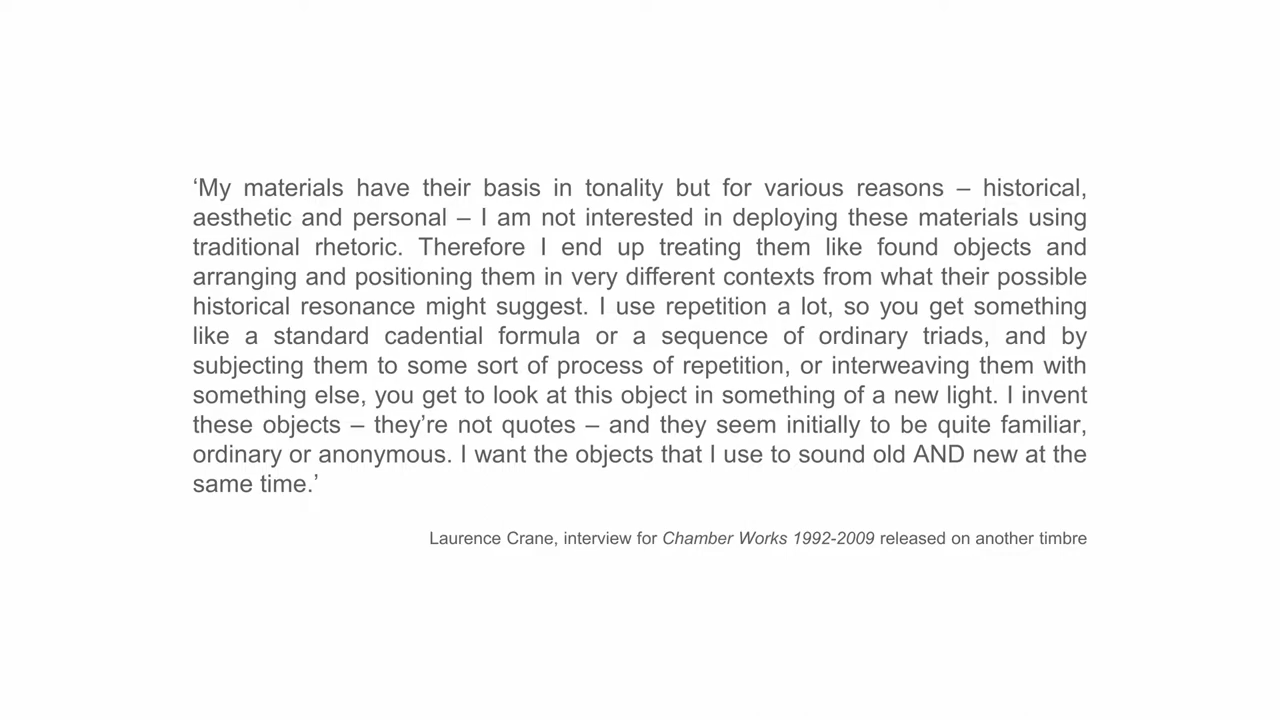 ‘My materials have their basis in tonality but for various reasons – historical,
aesthetic and personal – I am not interested in deploying these materials using
traditional rhetoric. Therefore I end up treating them like found objects and
arranging and positioning them in very different contexts from what their possible
historical resonance might suggest. I use repetition a lot, so you get something
like a standard cadential formula or a sequence of ordinary triads, and by
subjecting them to some sort of process of repetition, or interweaving them with
something else, you get to look at this object in something of a new light. I invent
these objects – they’re not quotes – and they seem initially to be quite familiar,
ordinary or anonymous. I want the objects that I use to sound old AND new at the
same time.’
Laurence Crane, interview for Chamber Works 1992-2009 released on another timbre